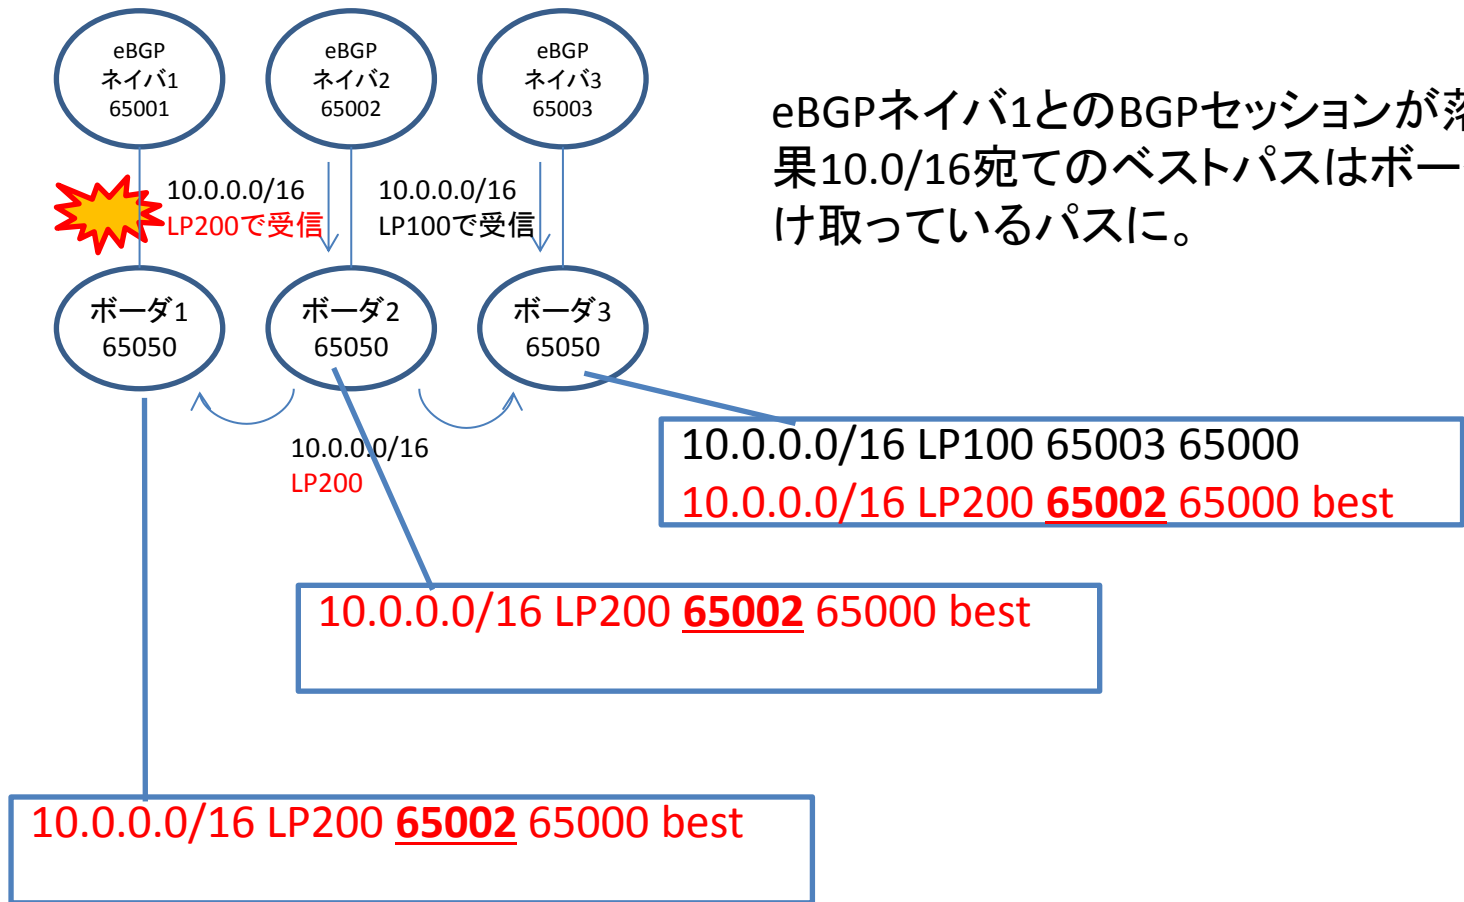 eBGP
ネイバ1
65001
eBGP
ネイバ2
65002
eBGP
ネイバ3
65003
eBGPネイバ1とのBGPセッションが
果10.0/16宛てのベストパスはボー
け取っているパスに。
10.0.0.0/16
LP200で受信
10.0.0.0/16
LP100で受信
ボーダ1
65050
ボーダ2
65050
ボーダ3
65050
10.0.0.0/16
LP200
10.0.0.0/16 LP100 65003 65000
10.0.0.0/16 LP200 65002 65000 best
10.0.0.0/16 LP200 65002 65000 best
10.0.0.0/16 LP200 65002 65000 best